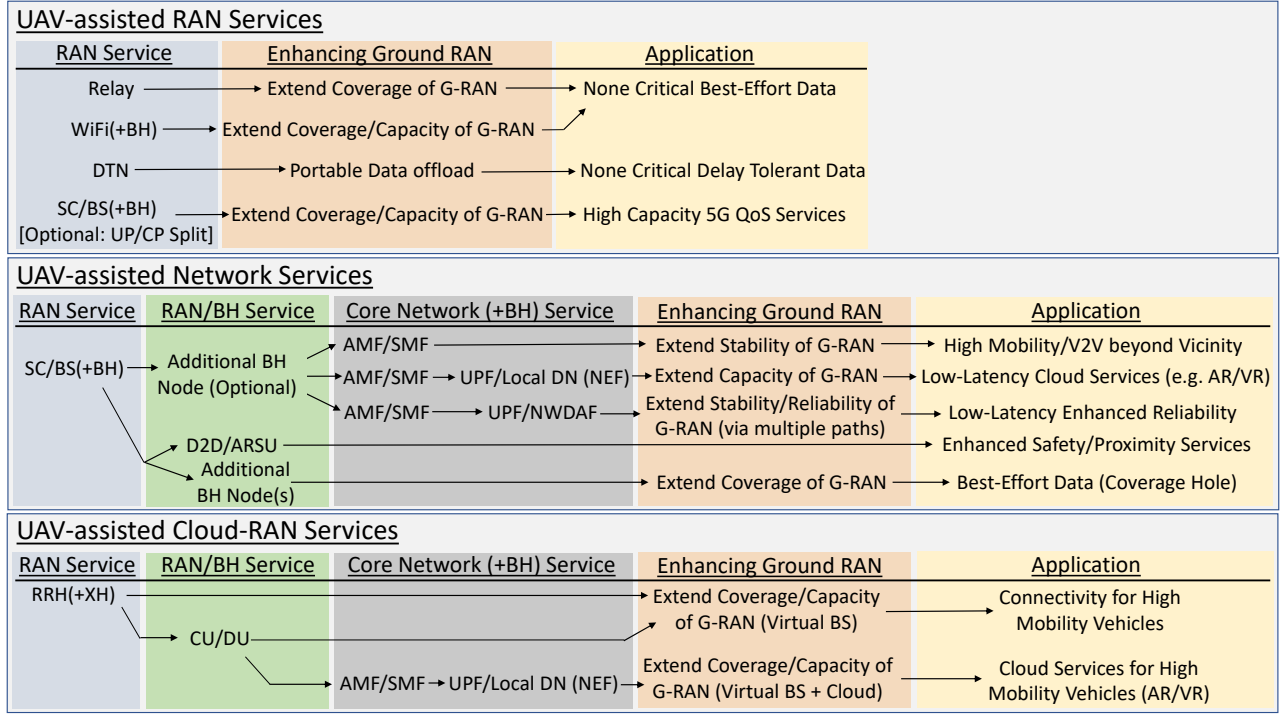 UAV-assisted RAN Services
RAN Service Enhancing Ground RAN Application
Relay Extend Coverage of G-RAN None Critical Best-Effort Data
WiFi(+BH) Extend Coverage/Capacity of G-RAN
DTN Portable Data offload None Critical Delay Tolerant Data
SC/BS(+BH) Extend Coverage/Capacity of G-RAN High Capacity 5G QoS Services
[Optional: UP/CP Split]
UAV-assisted Network Services
RAN Service RAN/BH Service Core Network (+BH) Service Enhancing Ground RAN Application
AMF/SMF Extend Stability of G-RAN High Mobility/V2V beyond Vicinity
SC/BS(+BH) Additional BH
Node (Optional)
AMF/SMF UPF/Local DN (NEF) Extend Capacity of G-RAN Low-Latency Cloud Services (e.g. AR/VR)
AMF/SMF UPF/NWDAF Extend Stability/Reliability of
G-RAN (via multiple paths)
Low-Latency Enhanced Reliability
D2D/ARSU Enhanced Safety/Proximity Services
Additional
BH Node(s)
Extend Coverage of G-RAN Best-Effort Data (Coverage Hole)
UAV-assisted Cloud-RAN Services
RAN Service RAN/BH Service Core Network (+BH) Service Enhancing Ground RAN Application
RRH(+XH) Extend Coverage/Capacity
of G-RAN (Virtual BS)
Connectivity for High
Mobility Vehicles
CU/DU
AMF/SMF UPF/Local DN (NEF) Extend Coverage/Capacity of
G-RAN (Virtual BS + Cloud)
Cloud Services for High
Mobility Vehicles (AR/VR)